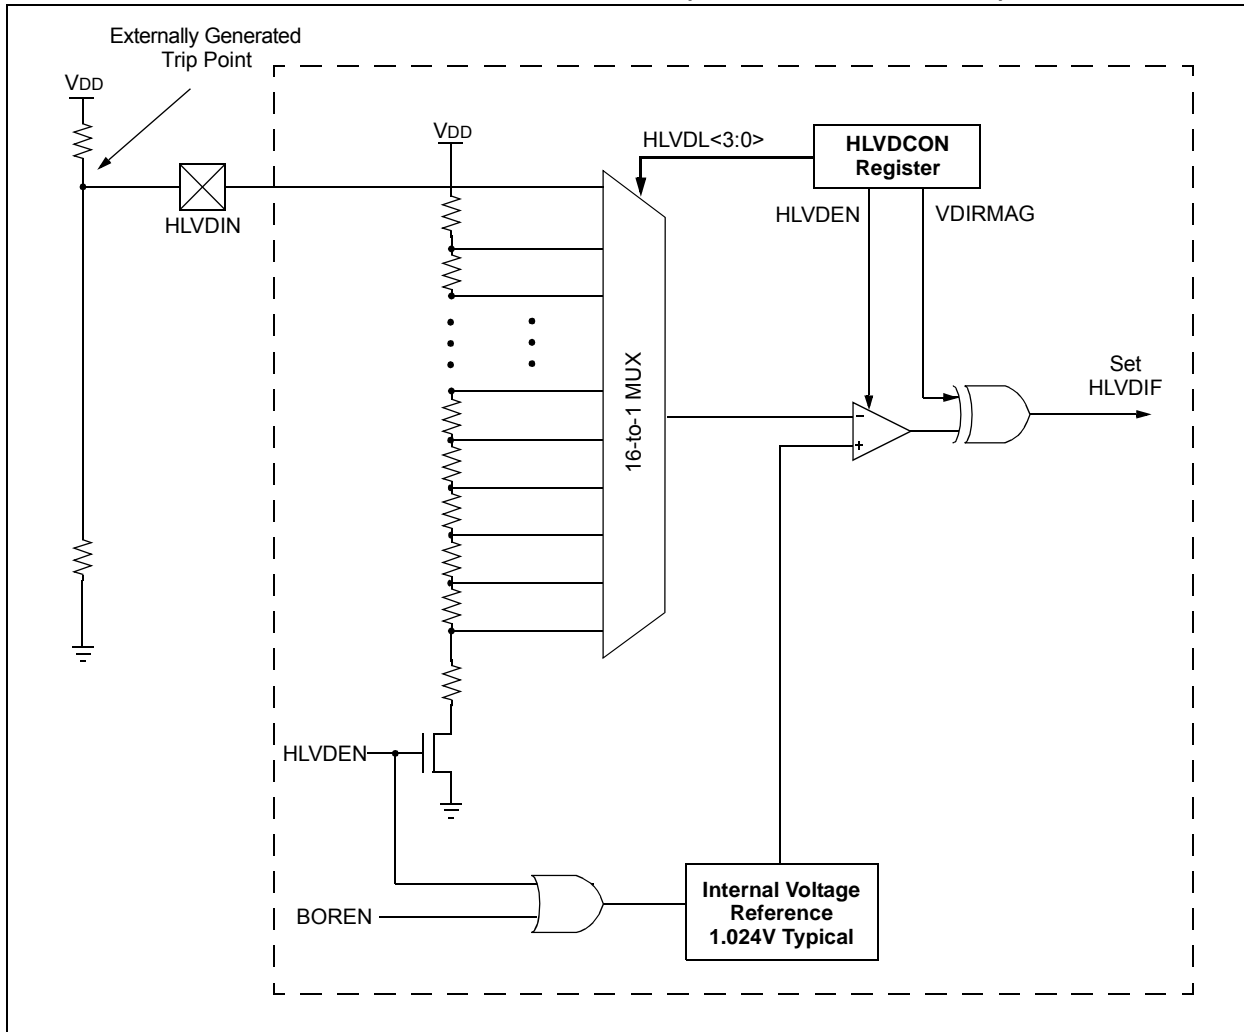 Externally Generated
Trip Point
VDD
VDD
HLVDL<3:0>
HLVDCON
Register
HLVDIN
HLVDEN
VDIRMAG
16-to-1 MUX
Set
HLVDIF
–
+
HLVDEN
BOREN
Internal Voltage
Reference
1.024V Typical